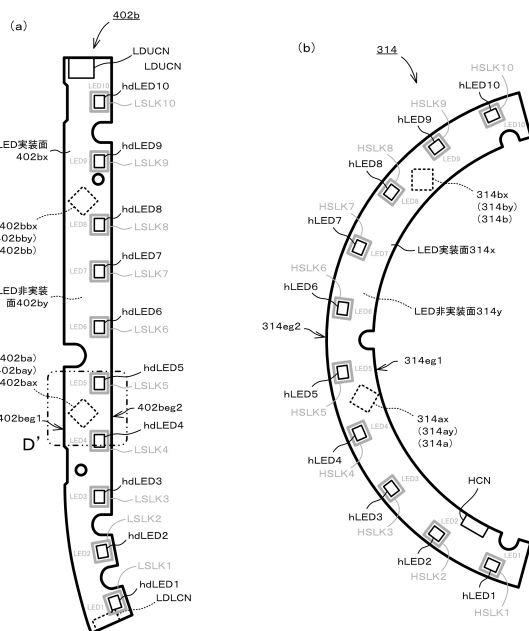 (a)
402b
LDUCN
LDUCN
LED10
hdLED10
LSLK10
LED実装面
402bx
LED9
hdLED9
LSLK9
402bbx
402bby)
402bb)
LED8
hdLED8
LSLK8
LED7
hdLED7
LSLK7
LED非実装
面402by
LED6
hdLED6
LSLK6
402ba)
402bay)
402bax
LED5
hdLED5
LSLK5
402beg1
402beg2
D'
LED4
hdLED4
LSLK4
LED3
hdLED3
LSLK3
LSLK2
LED2
hdLED2
LSLK1
LED1
hdLED1
LDLCN
(b)
314
HSLK10
hLED10
LED10
HSLK9
hLED9
LED9
HSLK8
hLED8
LED8
314bx
(314by)
(314b)
HSLK7
hLED7
LED7
LED実装面314x
HSLK6
hLED6
LED6
LED非実装面314y
314eg2
314eg1
LED5
hLED5
HSLK5
314ax
(314ay)
(314a)
LED4
hLED4
HSLK4
HCN
LED3
hLED3
HSLK3
LED2
hLED2
HSLK2
LED1
hLED1
HSLK1